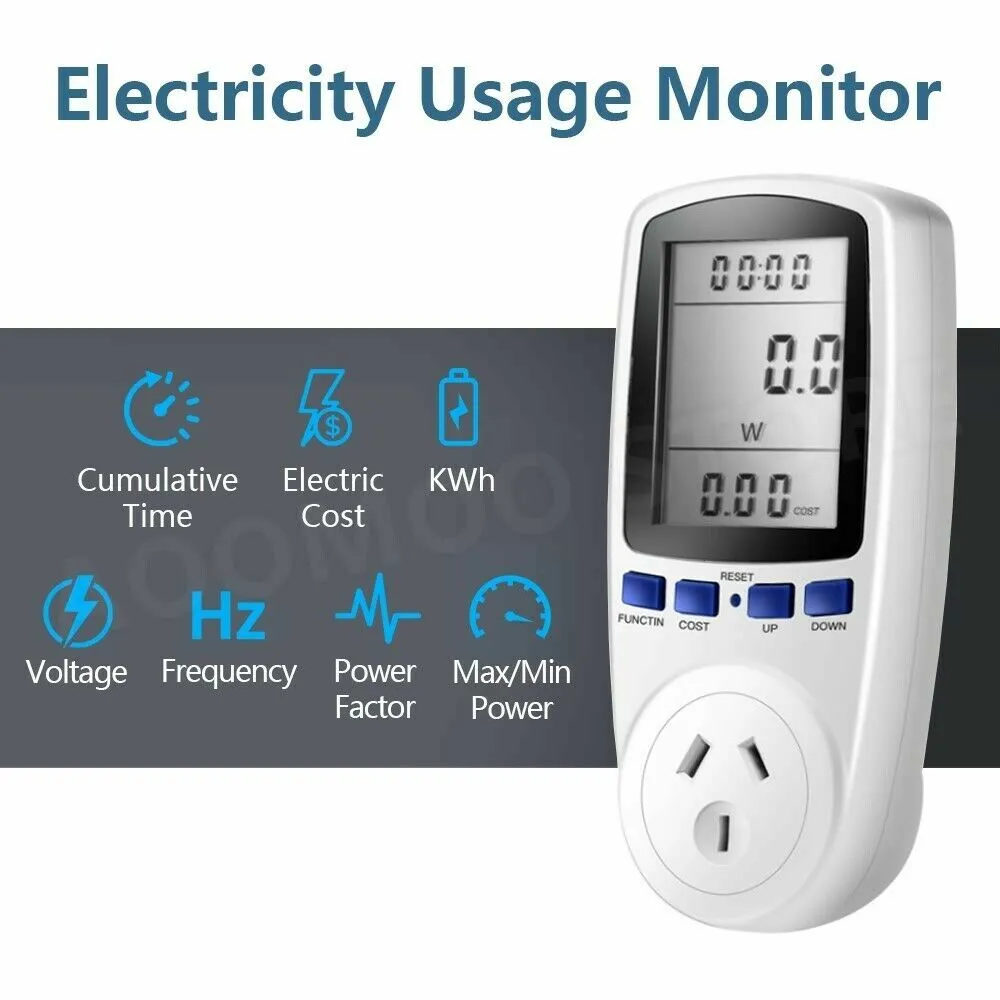 Electricity Usage Monitor
00:00
0.0
W
0.00 COST
RESET
FUNCTIN COST UP DOWN
Cumulative
Time
Electric
Cost
KWh
Voltage
Hz
Frequency
Power
Factor
Max/Min
Power